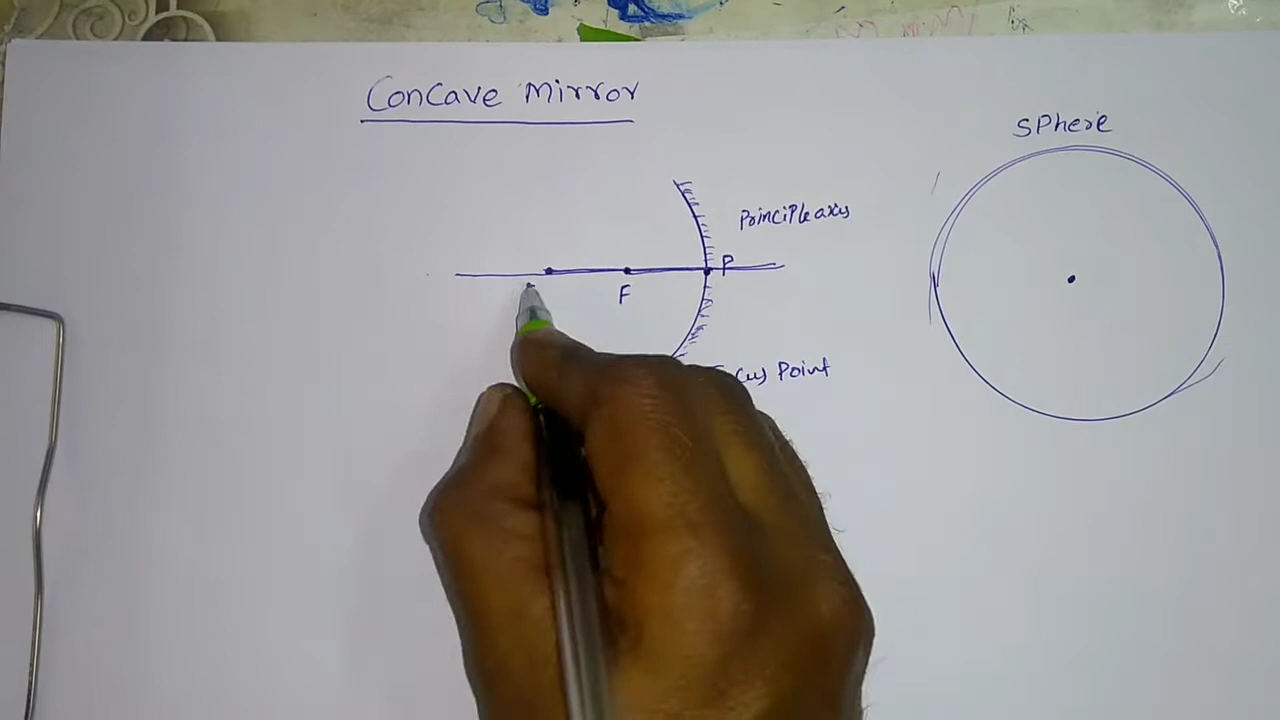 Concave Mirror
SPhere
PrinciPle axis
P
F
Point